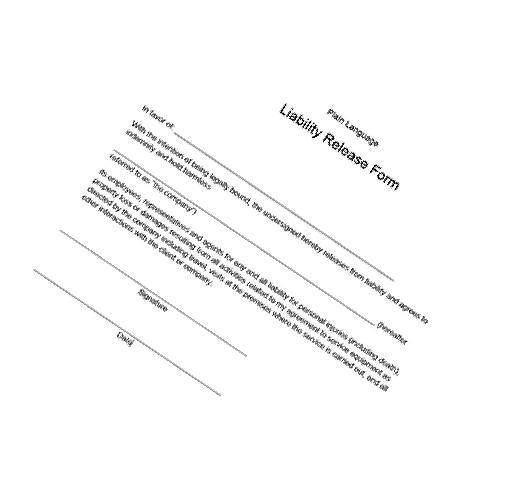 Plain Language
Liability Release Form
In favor of:
With the intention of being legally bound, the undersigned hereby releases from liability and agrees to
indemnify and hold harmless
(hereafter
referred to as "the company")
its employees, representatives and agents for any and all liability for personal injuries (including death),
property loss or damages resulting from all activities related to my agreement to service equipment as
directed by the company including travel, visits at the premises where the service is carried out, and all
other interactions with the client or company.
Signature
Date